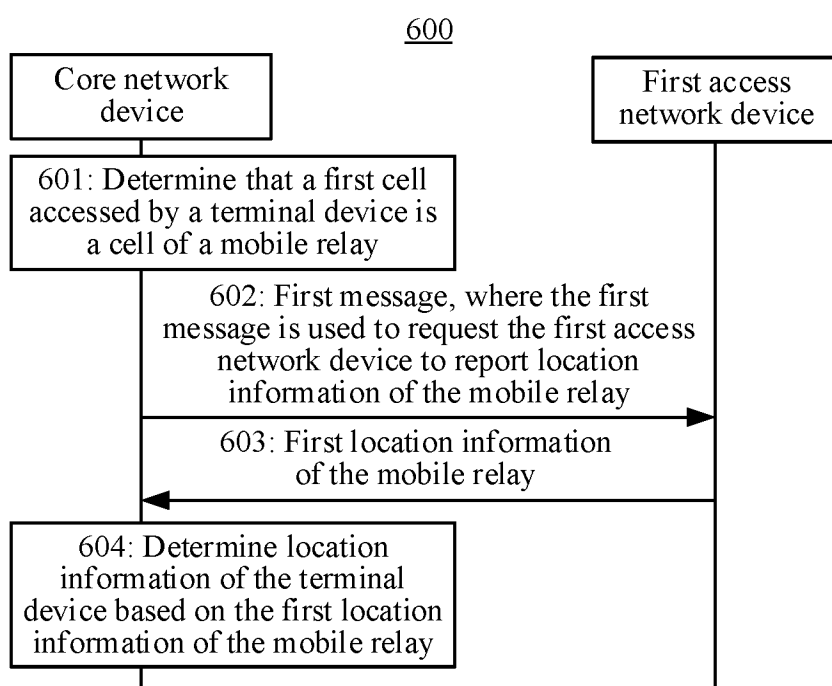 600
Core network
device
First access
network device
601: Determine that a first cell
accessed by a terminal device is
a cell of a mobile relay
602: First message, where the first
message is used to request the first access
network device to report location
information of the mobile relay
603: First location information
of the mobile relay
604: Determine location
information of the terminal
device based on the first location
information of the mobile relay